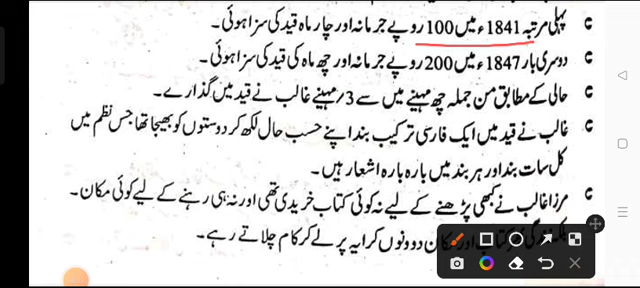 پہلی مرتبہ 1841ء میں 100 روپے جرمانہ اور چار ماہ قید کی سزا ہوئی۔
دوسری بار 1847ء میں 200 روپے جرمانہ اور چھ ماہ کی قید کی سزا ہوئی۔
حالی کے مطابق من جملہ چھ مہینے میں سے 3/ مہینے غالب نے قید میں گذارے۔
غالب نے قید میں ایک فارسی ترکیب بند اپنے حسب حال لکھ کر دوستوں کو بھیجا تھا جس نظم میں
کل سات بند اور ہر بند میں بارہ بارہ اشعار ہیں۔
مرزا غالب نے کبھی پڑھنے کے لیے نہ کوئی کتاب خریدی تھی اور نہ ہی رہنے کے لیے کوئی مکان۔
دونوں کرایہ پر لے کر کام چلاتے رہے۔